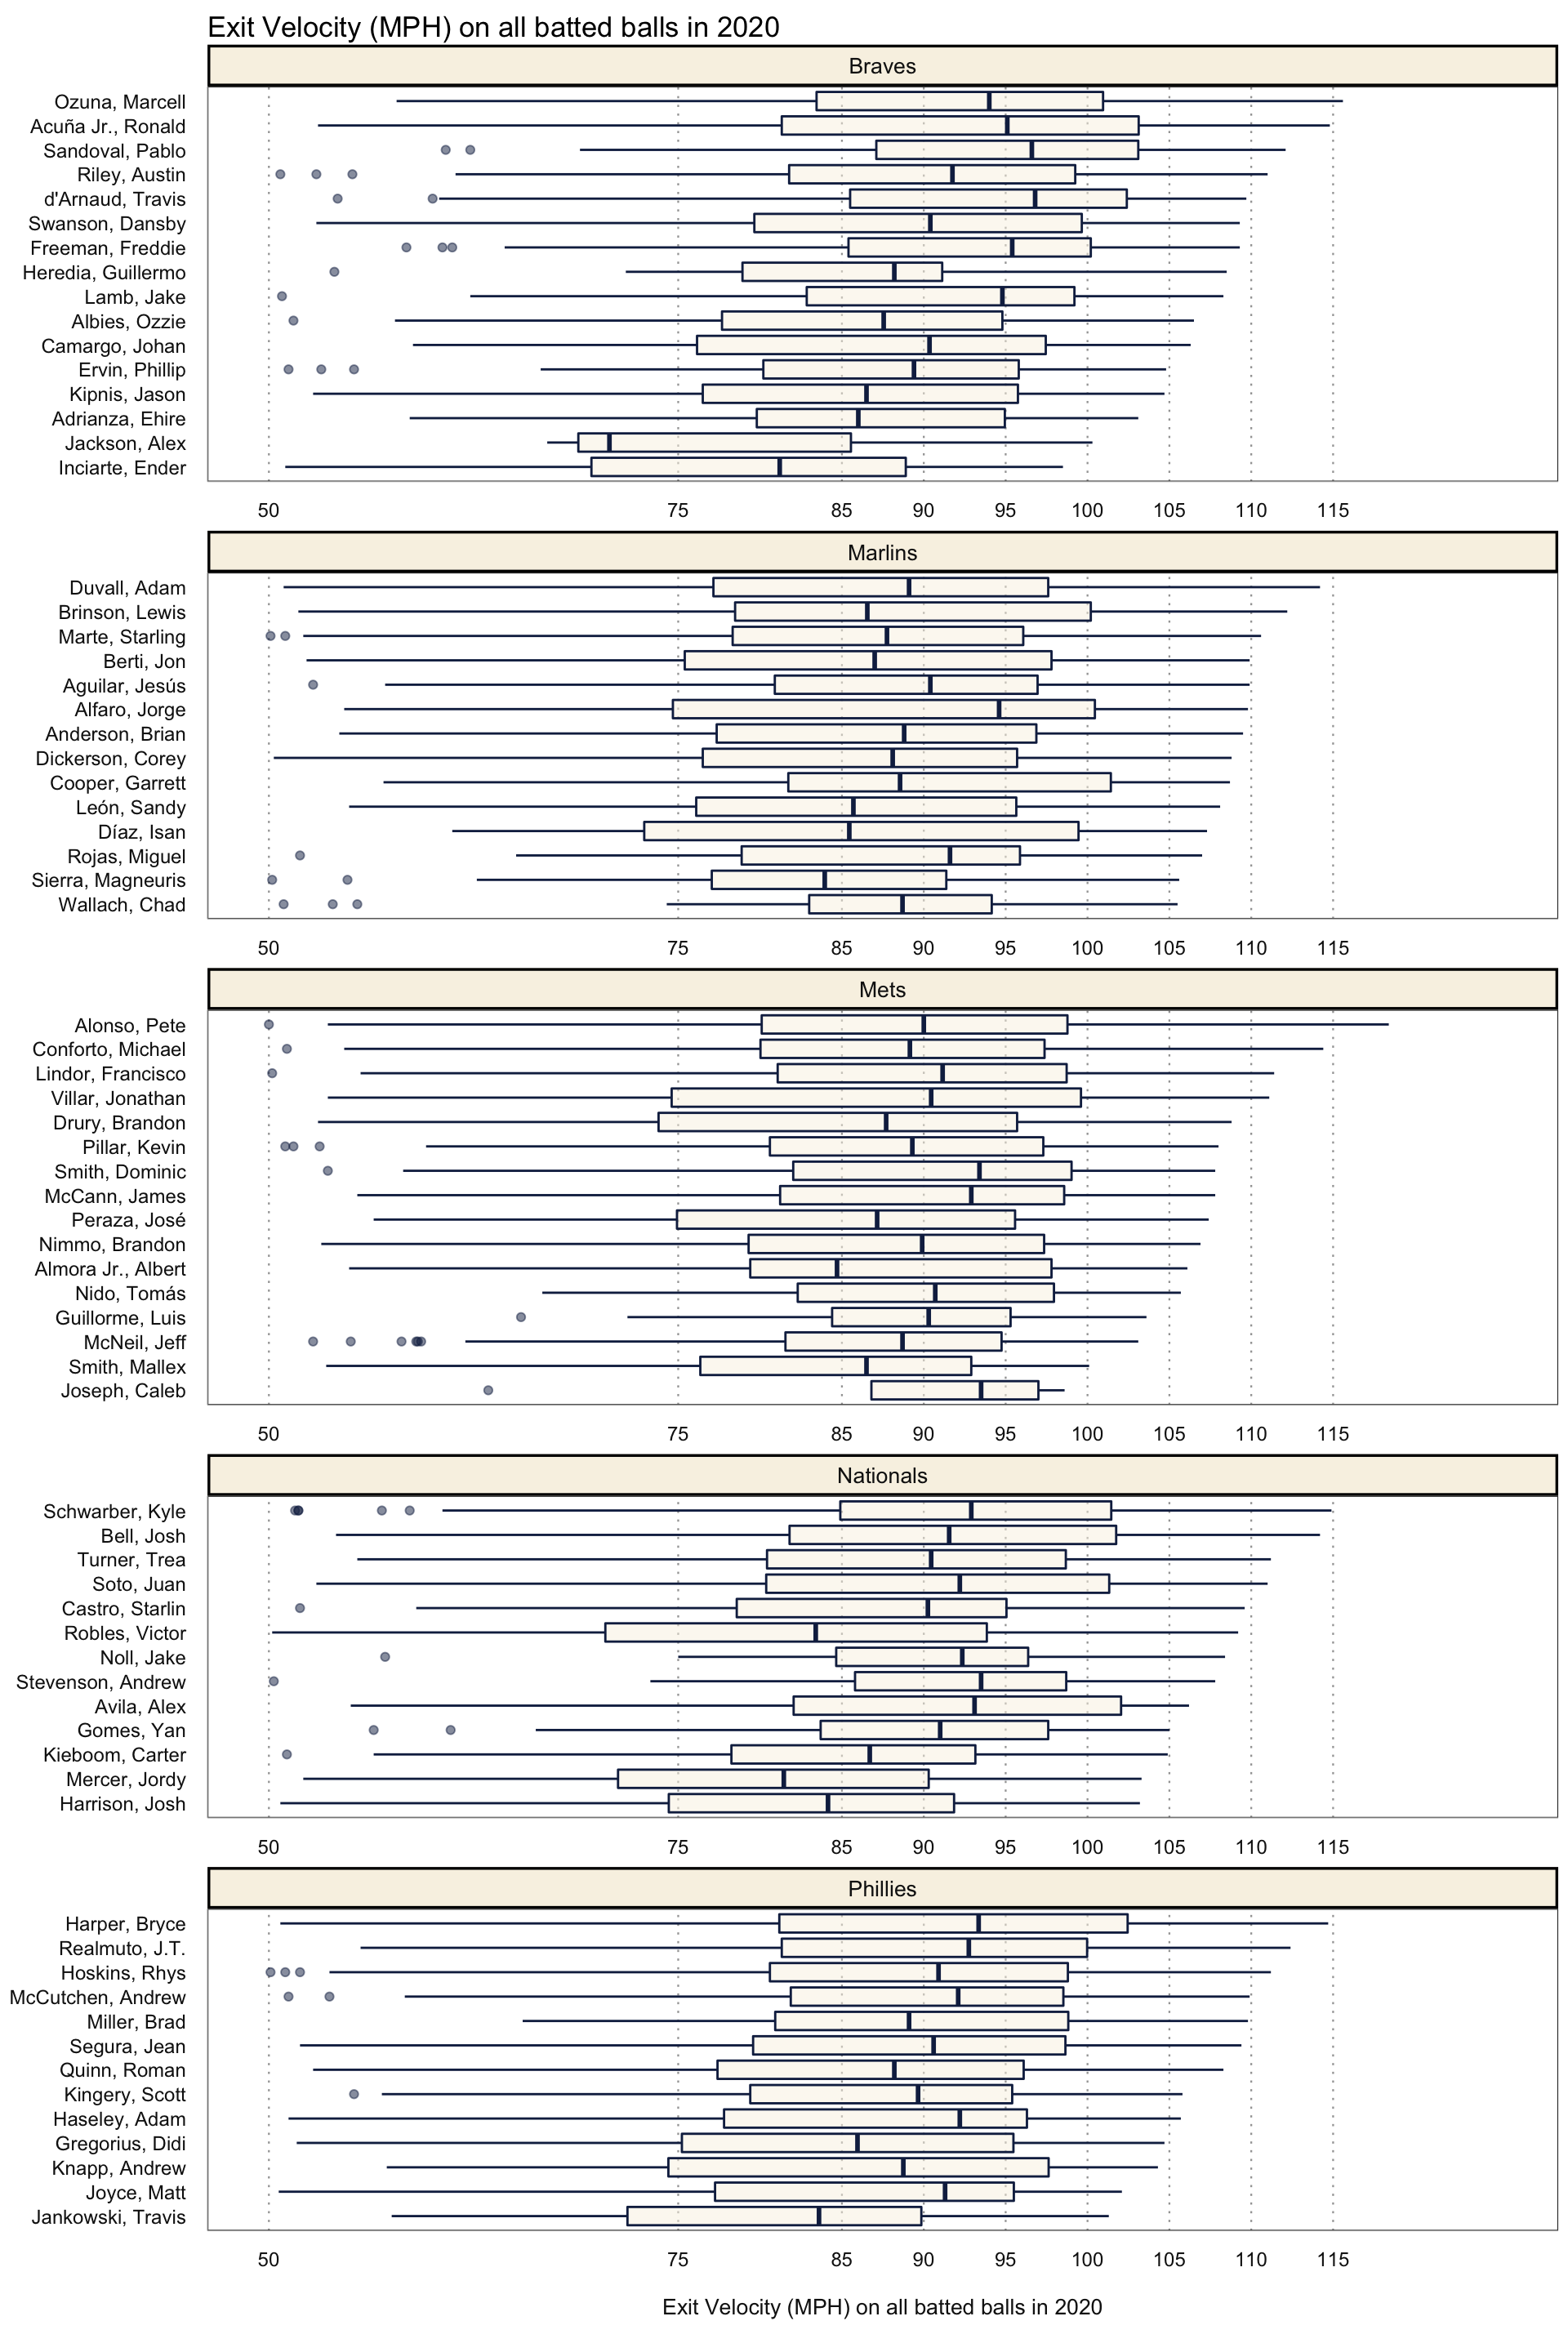 Exit Velocity (MPH) on all batted balls in 2020
Braves
Ozuna, Marcell
Acuña Jr., Ronald
Sandoval, Pablo
Riley, Austin
d'Arnaud, Travis
Swanson, Dansby
Freeman, Freddie
Heredia, Guillermo
Lamb, Jake
Albies, Ozzie
Camargo, Johan
Ervin, Phillip
Kipnis, Jason
Adrianza, Ehire
Jackson, Alex
Inciarte, Ender
50 75 85 90 95 100 105 110 115
Marlins
Duvall, Adam
Brinson, Lewis
Marte, Starling
Berti, Jon
Aguilar, Jesús
Alfaro, Jorge
Anderson, Brian
Dickerson, Corey
Cooper, Garrett
León, Sandy
Díaz, Isan
Rojas, Miguel
Sierra, Magneuris
Wallach, Chad
50 75 85 90 95 100 105 110 115
Mets
Alonso, Pete
Conforto, Michael
Lindor, Francisco
Villar, Jonathan
Drury, Brandon
Pillar, Kevin
Smith, Dominic
McCann, James
Peraza, José
Nimmo, Brandon
Almora Jr., Albert
Nido, Tomás
Guillorme, Luis
McNeil, Jeff
Smith, Mallex
Joseph, Caleb
50 75 85 90 95 100 105 110 115
Nationals
Schwarber, Kyle
Bell, Josh
Turner, Trea
Soto, Juan
Castro, Starlin
Robles, Victor
Noll, Jake
Stevenson, Andrew
Avila, Alex
Gomes, Yan
Kieboom, Carter
Mercer, Jordy
Harrison, Josh
50 75 85 90 95 100 105 110 115
Phillies
Harper, Bryce
Realmuto, J.T.
Hoskins, Rhys
McCutchen, Andrew
Miller, Brad
Segura, Jean
Quinn, Roman
Kingery, Scott
Haseley, Adam
Gregorius, Didi
Knapp, Andrew
Joyce, Matt
Jankowski, Travis
50 75 85 90 95 100 105 110 115
Exit Velocity (MPH) on all batted balls in 2020